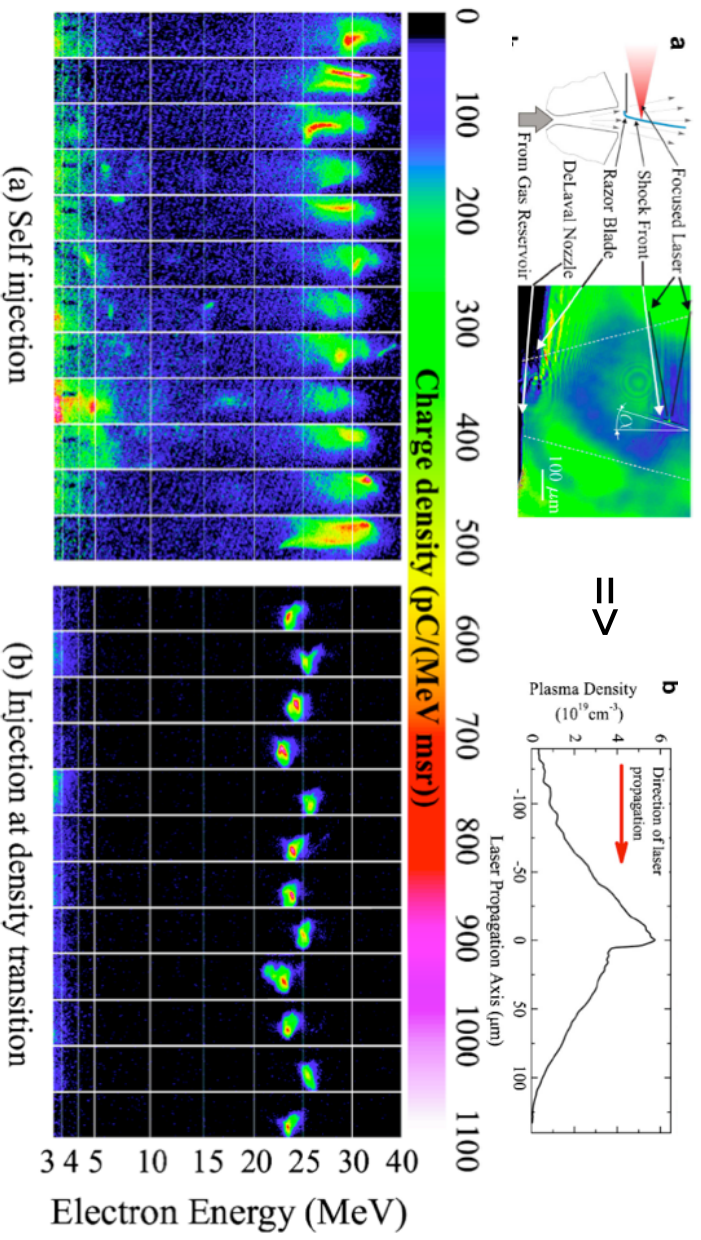 a
Focused Laser
Shock Front
Razor Blade
DeLaval Nozzle
From Gas Reservoir
100 μm
=>
b
Plasma Density
(10¹⁹cm⁻³)
0
2
4
6
Direction of laser
propagation
-100
-50
0
50
100
Laser Propagation Axis (μm)
0
100
200
300
400
500
600
700
800
900
1000
1100
Charge density (pC/(MeV msr))
3 4 5 10 15 20 30 40
Electron Energy (MeV)
(a) Self injection
(b) Injection at density transition